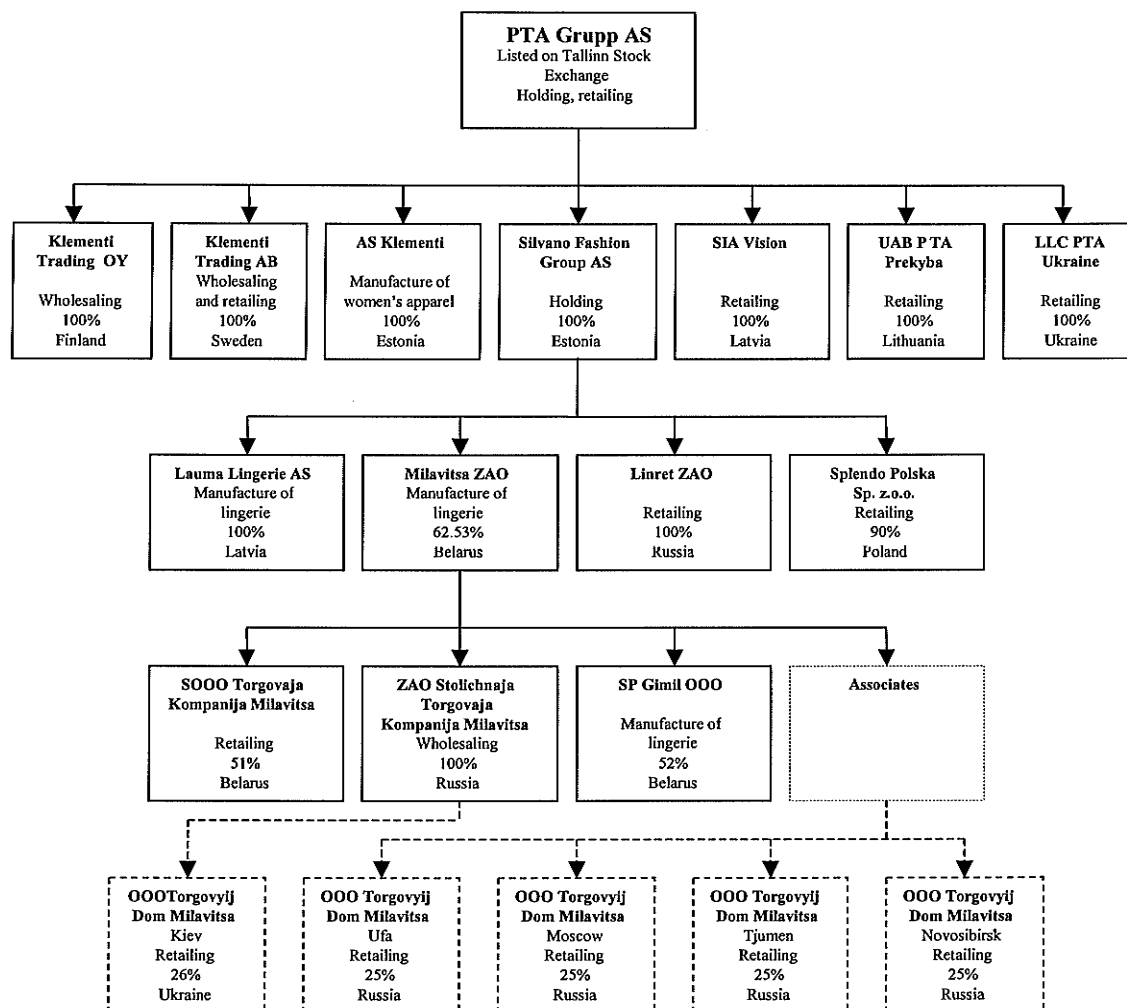 PTA Grupp AS
Listed on Tallinn Stock
Exchange
Holding, retailing
Klementi
Trading OY
Wholesaling
100%
Finland
Klementi
Trading AB
Wholesaling
and retailing
100%
Sweden
AS Klementi
Manufacture of
women's apparel
100%
Estonia
Silvano Fashion
Group AS
Holding
100%
Estonia
SIA Vision
Retailing
100%
Latvia
UAB P TA
Prekyba
Retailing
100%
Lithuania
LLC PTA
Ukraine
Retailing
100%
Ukraine
Lauma Lingerie AS
Manufacture of
lingerie
100%
Latvia
Milavitsa ZAO
Manufacture of
lingerie
62.53%
Belarus
Linret ZAO
Retailing
100%
Russia
Splendo Polska
Sp. z.o.o.
Retailing
90%
Poland
SOOO Torgovaja
Kompanija Milavitsa
Retailing
51%
Belarus
ZAO Stolichnaja
Torgovaja
Kompanija Milavitsa
Wholesaling
100%
Russia
SP Gimil OOO
Manufacture of
lingerie
52%
Belarus
Associates
OOOTorgovyij
Dom Milavitsa
Kiev
Retailing
26%
Ukraine
OOO Torgovyij
Dom Milavitsa
Ufa
Retailing
25%
Russia
OOO Torgovyij
Dom Milavitsa
Moscow
Retailing
25%
Russia
OOO Torgovyij
Dom Milavitsa
Tjumen
Retailing
25%
Russia
OOO Torgovyij
Dom Milavitsa
Novosibirsk
Retailing
25%
Russia